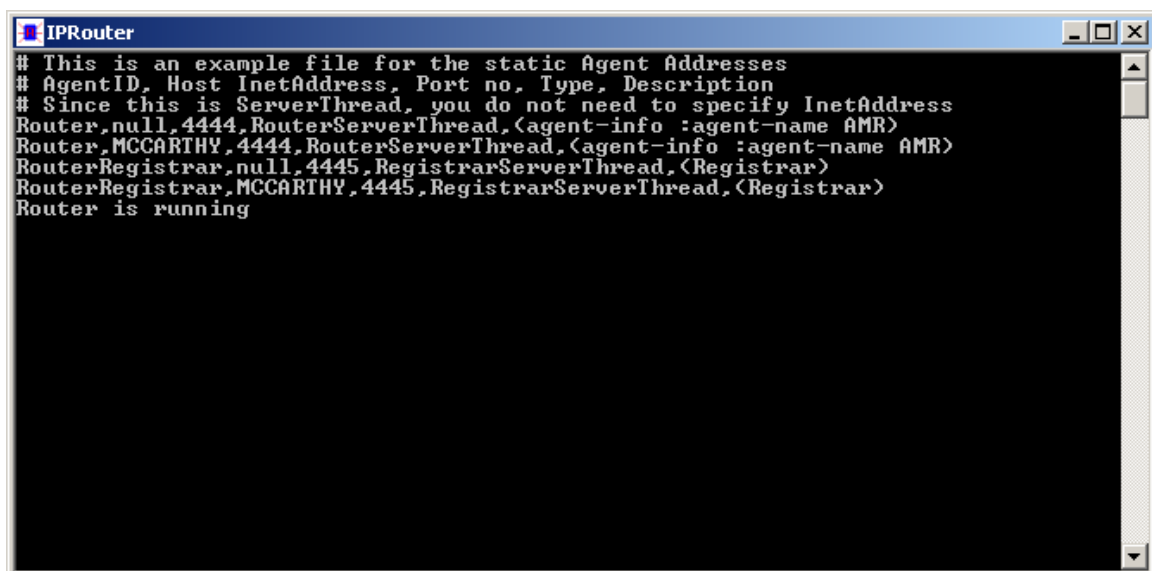 IPRouter
# This is an example file for the static Agent Addresses
# AgentID, Host InetAddress, Port no, Type, Description
# Since this is ServerThread, you do not need to specify InetAddress
Router,null,4444,RouterServerThread,(agent-info :agent-name AMR)
Router,MCCARTHY,4444,RouterServerThread,(agent-info :agent-name AMR)
RouterRegistrar,null,4445,RegistrarServerThread,(Registrar)
RouterRegistrar,MCCARTHY,4445,RegistrarServerThread,(Registrar)
Router is running